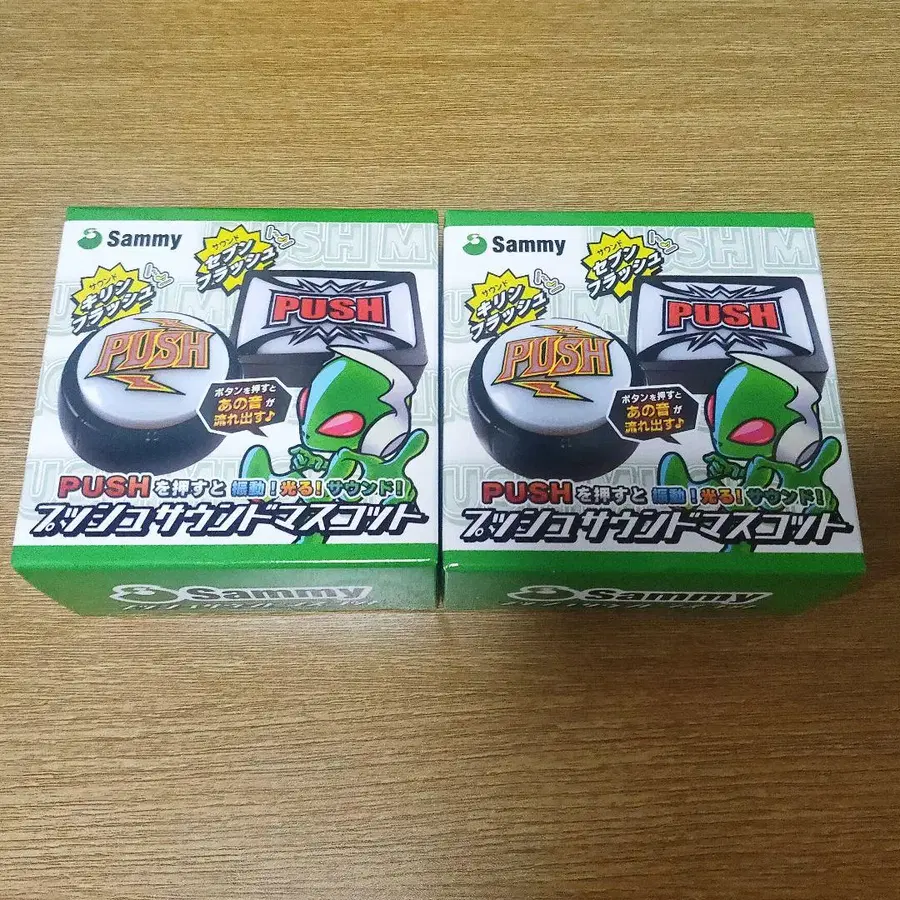 Sammy
サウンド
キリン
フラッシュ
サウンド
セブン
フラッシュ
PUSH
PUSH
ボタンを押すと
あの音が
流れ出す♪
PUSHを押すと振動!光る!サウンド!
プッシュサウンドマスコット
Sammy
Sammy
サウンド
キリン
フラッシュ
サウンド
セブン
フラッシュ
PUSH
PUSH
ボタンを押すと
あの音が
流れ出す♪
PUSHを押すと振動!光る!サウンド!
プッシュサウンドマスコット
Sammy